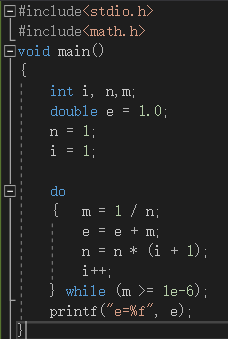 #include<stdio.h>
#include<math.h>
void main()
{
int i, n,m;
double e = 1.0;
n = 1;
i = 1;
do
{ m = 1 / n;
e = e + m;
n = n * (i + 1);
i++;
} while (m >= 1e-6);
printf("e=%f", e);
}